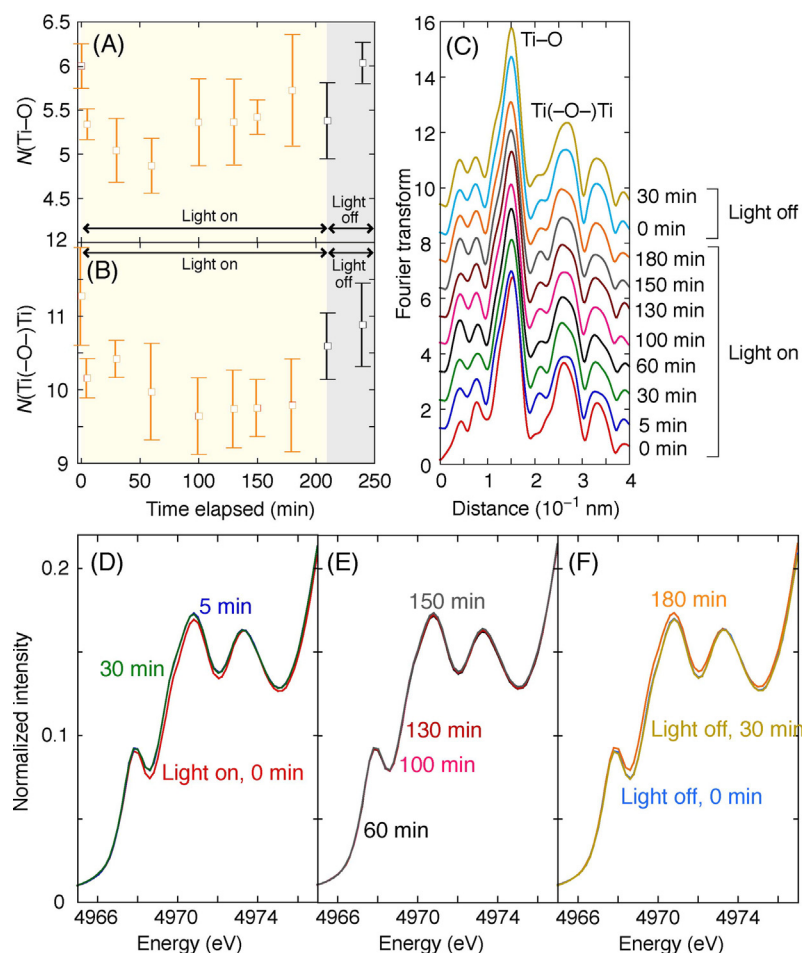 (A)
6.5
6
5.5
5
4.5
N(Ti–O)
Light on
Light
off
(B)
12
11
10
9
N(Ti(–O–)Ti)
Light on
Light
off
0
50
100
150
200
250
Time elapsed (min)
(C)
Ti–O
Ti(–O–)Ti
16
14
12
10
8
6
4
2
0
Fourier transform
30 min
0 min
Light off
180 min
150 min
130 min
100 min
60 min
30 min
5 min
0 min
Light on
0
1
2
3
4
Distance (10⁻¹ nm)
(D)
0.2
0.1
0
Normalized intensity
5 min
30 min
Light on, 0 min
4966
4970
4974
Energy (eV)
(E)
150 min
130 min
100 min
60 min
4966
4970
4974
Energy (eV)
(F)
180 min
Light off, 30 min
Light off, 0 min
4966
4970
4974
Energy (eV)